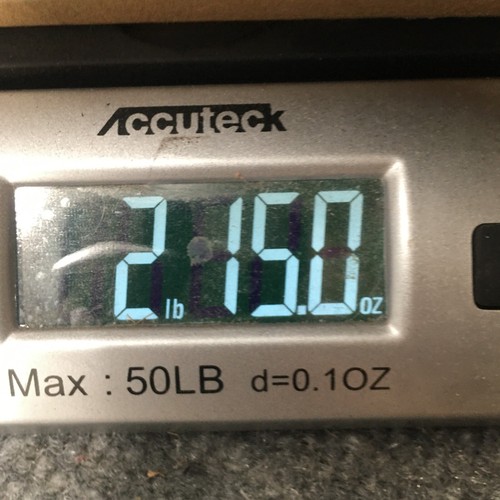 Accuteck
2 lb 15.0 oz
Max : 50LB d=0.1OZ